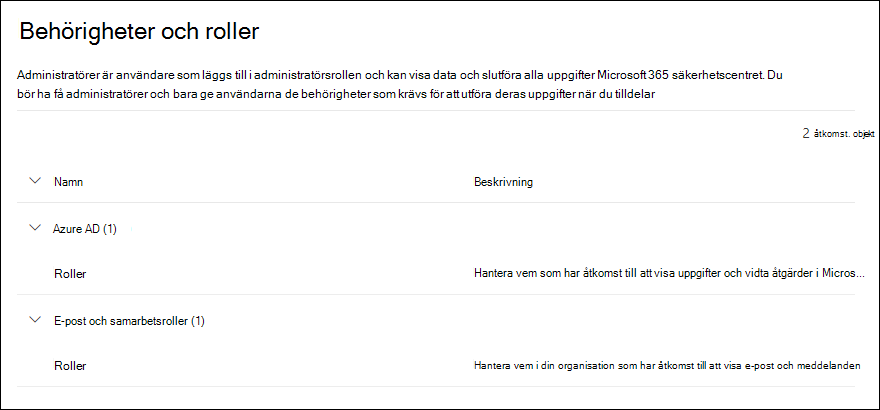 Behörigheter och roller
Administratörer är användare som läggs till i administratörsrollen och kan visa data och slutföra alla uppgifter Microsoft 365 säkerhetscentret. Du
bör ha få administratörer och bara ge användarna de behörigheter som krävs för att utföra deras uppgifter när du tilldelar
2 åtkomst. objekt
Namn Beskrivning
Azure AD (1)
Roller Hantera vem som har åtkomst till att visa uppgifter och vidta åtgärder i Micros...
E-post och samarbetsroller (1)
Roller Hantera vem i din organisation som har åtkomst till att visa e-post och meddelanden